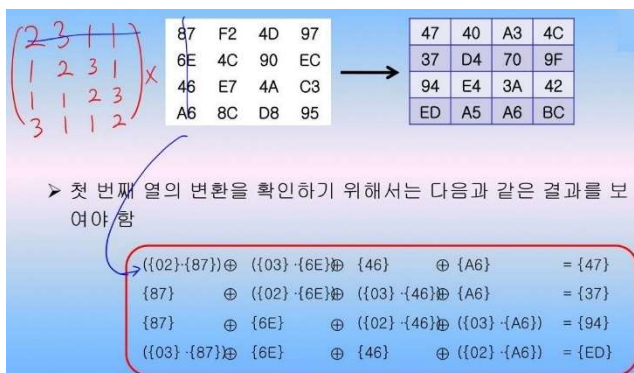 2 3 1 1
1 2 3 1
1 1 2 3
3 1 1 2
X
87 F2 4D 97
6E 4C 90 EC
46 E7 4A C3
A6 8C D8 95
47 40 A3 4C
37 D4 70 9F
94 E4 3A 42
ED A5 A6 BC
➢ 첫 번째 열의 변환을 확인하기 위해서는 다음과 같은 결과를 보
여야 함
({02}·{87})⊕ ({03}·{6E})⊕ {46} ⊕ {A6} = {47}
{87} ⊕ ({02}·{6E})⊕ ({03}·{46})⊕ {A6} = {37}
{87} ⊕ {6E} ⊕ ({02}·{46})⊕ ({03}·{A6}) = {94}
({03}·{87})⊕ {6E} ⊕ {46} ⊕ ({02}·{A6}) = {ED}